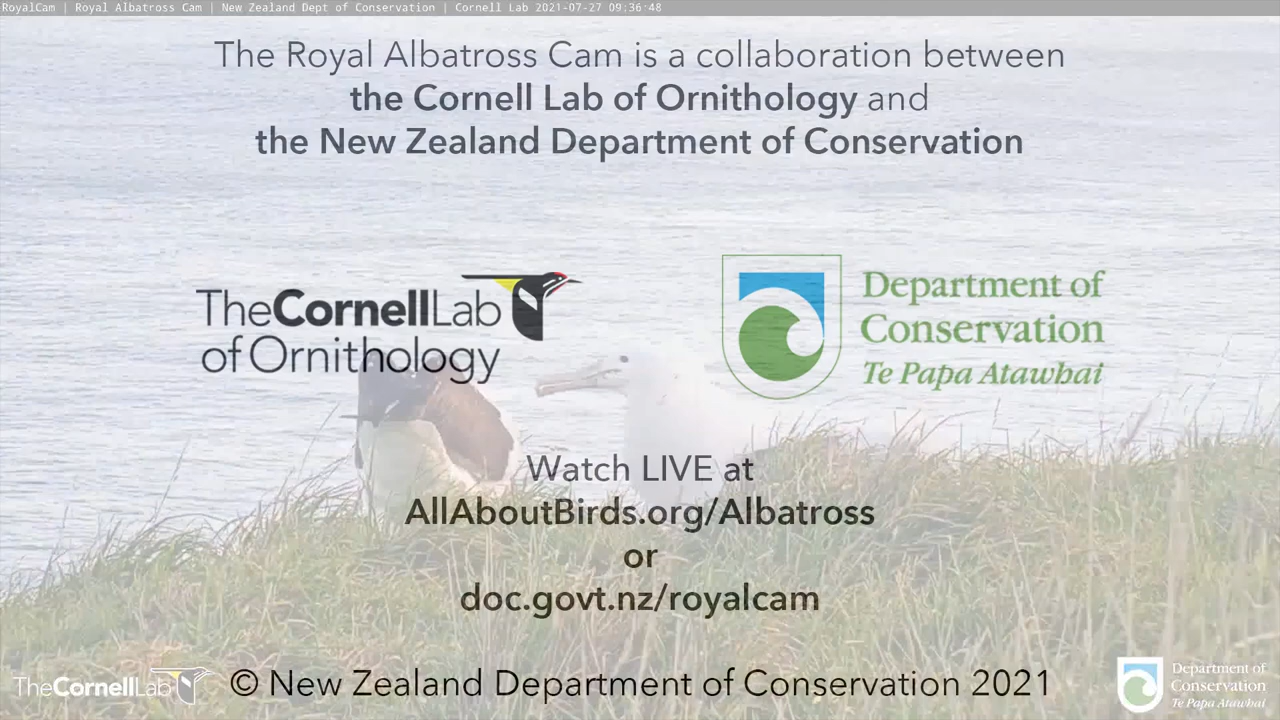 RoyalCam | Royal Albatross Cam | New Zealand Dept of Conservation | Cornell Lab 2021-07-27 09:36:48
The Royal Albatross Cam is a collaboration between
the Cornell Lab of Ornithology and
the New Zealand Department of Conservation
TheCornellLab
of Ornithology
Department of
Conservation
Te Papa Atawhai
Watch LIVE at
AllAboutBirds.org/Albatross
or
doc.govt.nz/royalcam
TheCornellLab
© New Zealand Department of Conservation 2021
Department of
Conservation
Te Papa Atawhai